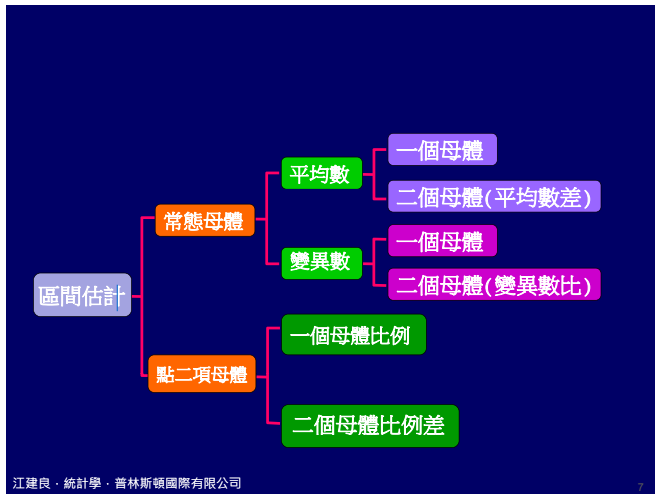 一個母體
平均數
二個母體(平均數差)
常態母體
一個母體
變異數
二個母體(變異數比)
區間估計
一個母體比例
點二項母體
二個母體比例差
江建良．統計學．普林斯頓國際有限公司
7